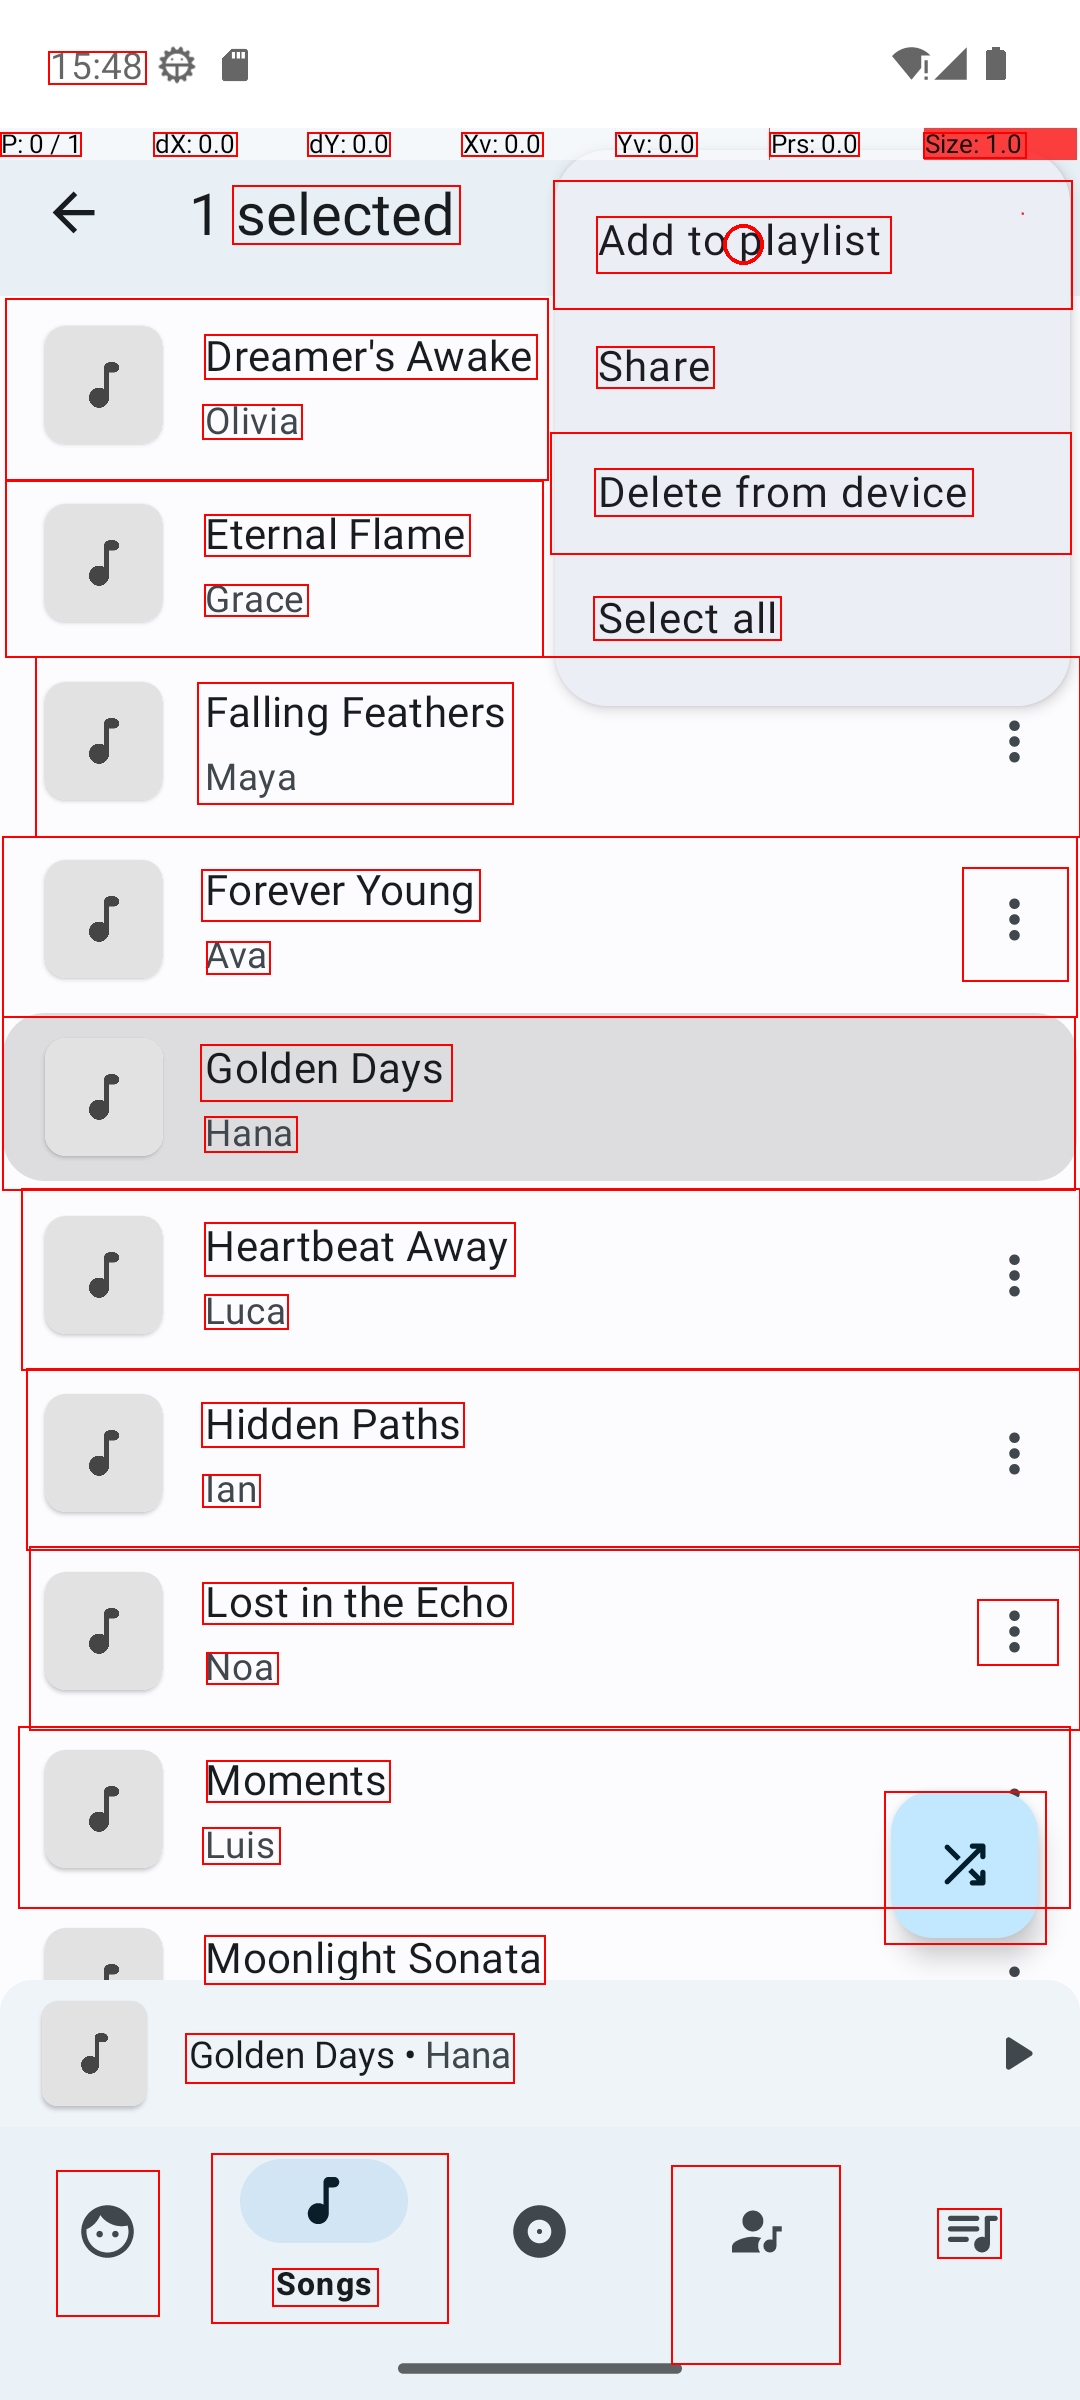 15:48
P: 0 / 1 dX: 0.0 dY: 0.0 Xv: 0.0 Yv: 0.0 Prs: 0.0 Size: 1.0
1 selected
Add to playlist
Share
Delete from device
Select all
Dreamer's Awake
Olivia
Eternal Flame
Grace
Falling Feathers
Maya
Forever Young
Ava
Golden Days
Hana
Heartbeat Away
Luca
Hidden Paths
Ian
Lost in the Echo
Noa
Moments
Luis
Moonlight Sonata
Golden Days • Hana
Songs